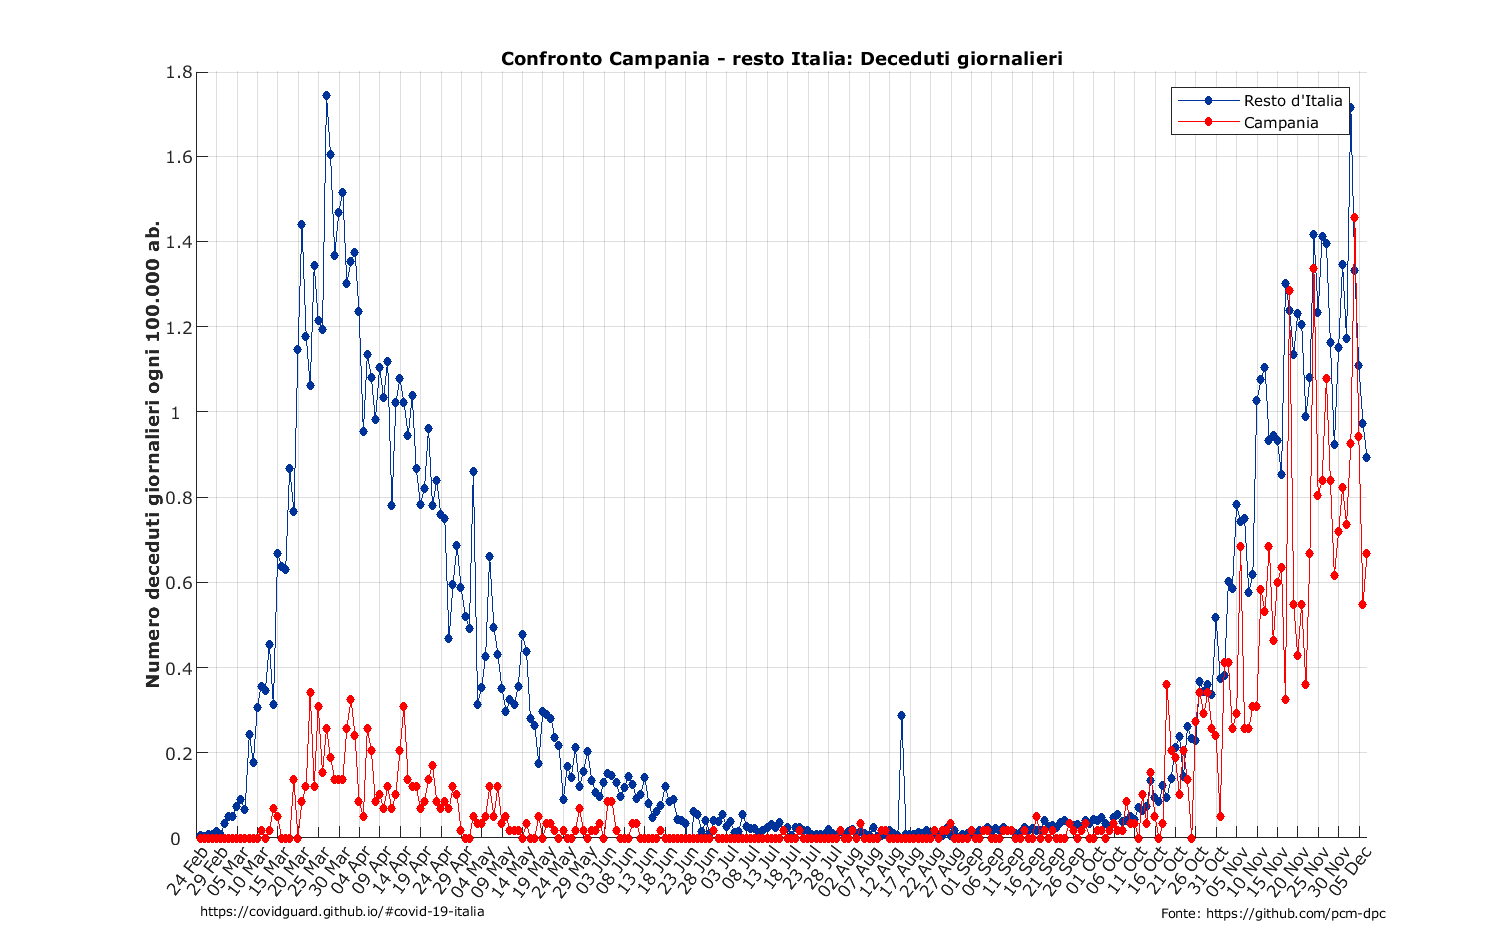 Confronto Campania - resto Italia: Deceduti giornalieri
Numero deceduti giornalieri ogni 100.000 ab.
1.8
1.6
1.4
1.2
1
0.8
0.6
0.4
0.2
0
Resto d'Italia
Campania
24 Feb
29 Feb
05 Mar
10 Mar
15 Mar
20 Mar
25 Mar
30 Mar
04 Apr
09 Apr
14 Apr
19 Apr
24 Apr
29 Apr
04 May
09 May
14 May
19 May
24 May
29 May
03 Jun
08 Jun
13 Jun
18 Jun
23 Jun
28 Jun
03 Jul
08 Jul
13 Jul
18 Jul
23 Jul
28 Jul
02 Aug
07 Aug
12 Aug
17 Aug
22 Aug
27 Aug
01 Sep
06 Sep
11 Sep
16 Sep
21 Sep
26 Sep
01 Oct
06 Oct
11 Oct
16 Oct
21 Oct
26 Oct
31 Oct
05 Nov
10 Nov
15 Nov
20 Nov
25 Nov
30 Nov
05 Dec
https://covidguard.github.io/#covid-19-italia
Fonte: https://github.com/pcm-dpc